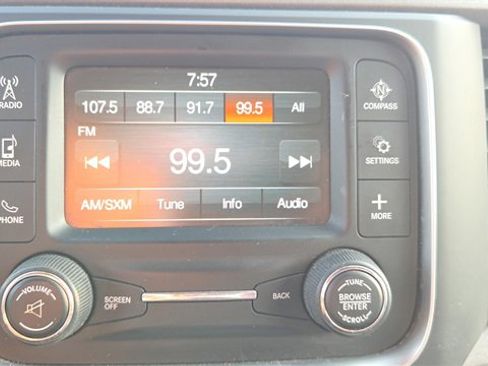 7:57
107.5 88.7 91.7 99.5 All
FM
99.5
AM/SXM Tune Info Audio
RADIO
MEDIA
PHONE
N
COMPASS
SETTINGS
MORE
VOLUME
SCREEN OFF
BACK
TUNE
BROWSE
ENTER
SCROLL